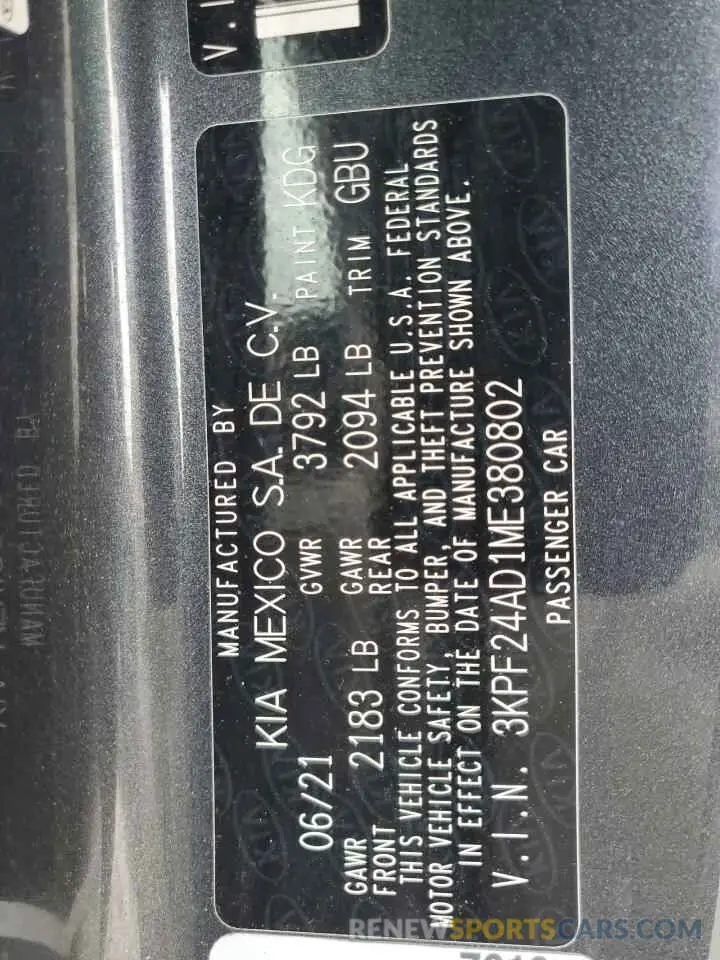 MANUFACTURED BY
KIA MEXICO S.A. DE C.V.
06/21 GVWR 3792 LB PAINT KDG
GAWR FRONT 2183 LB GAWR REAR 2094 LB TRIM GBU
THIS VEHICLE CONFORMS TO ALL APPLICABLE U.S.A. FEDERAL
MOTOR VEHICLE SAFETY, BUMPER, AND THEFT PREVENTION STANDARDS
IN EFFECT ON THE DATE OF MANUFACTURE SHOWN ABOVE.
V.I.N. 3KPF24AD1ME380802
PASSENGER CAR
RENEWSPORTSCARS.COM